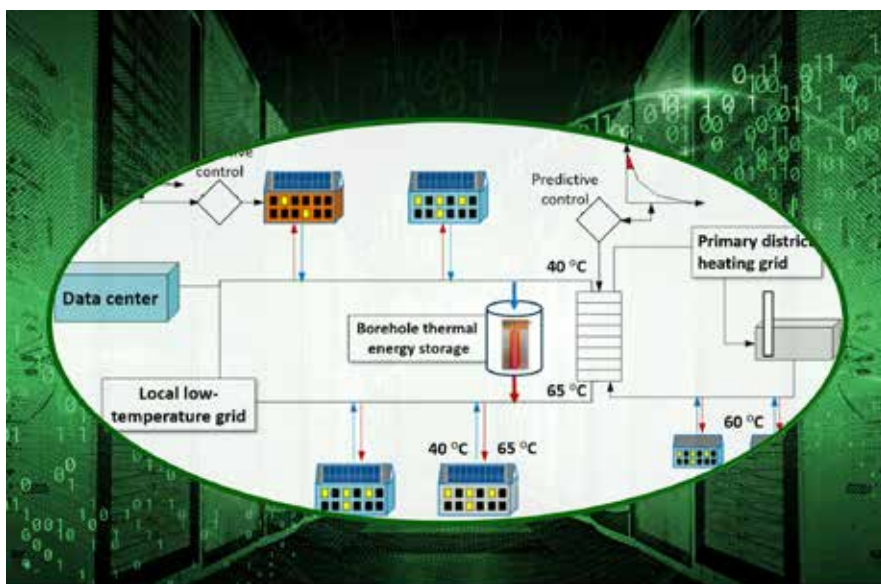 control
Predictive
control
Primary district
heating grid
40 °C
Data center
Borehole thermal
energy storage
Local low-
temperature grid
65 °C
40 °C
65 °C
60 °C